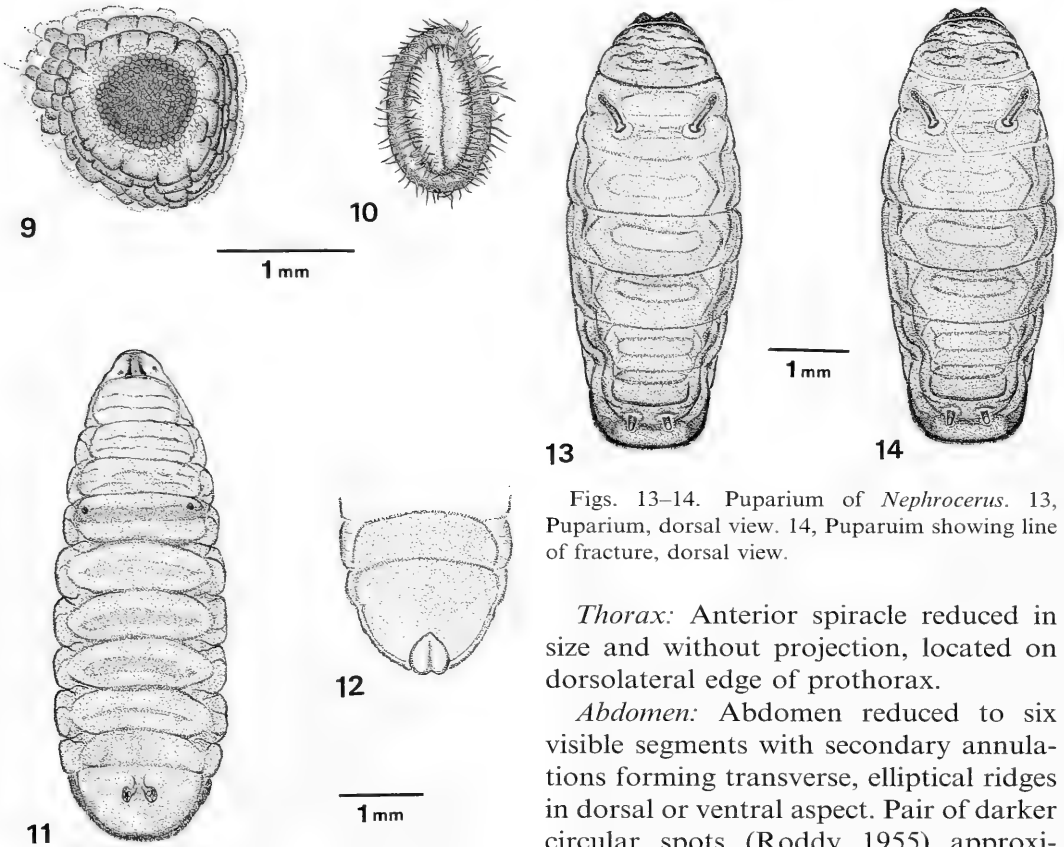 9
10
1 mm
11
12
1 mm
13
14
1 mm
Figs. 13–14. Puparium of Nephrocerus. 13,
Puparium, dorsal view. 14, Puparuim showing line
of fracture, dorsal view.
Thorax: Anterior spiracle reduced in
size and without projection, located on
dorsolateral edge of prothorax.
Abdomen: Abdomen reduced to six
visible segments with secondary annula-
tions forming transverse, elliptical ridges
in dorsal or ventral aspect. Pair of darker
circular spots (Roddy 1955) approxi-